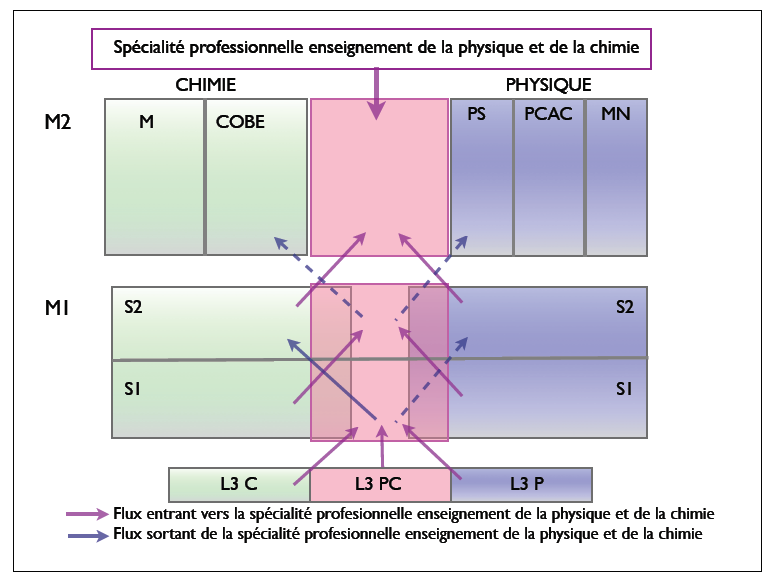 Spécialité professionnelle enseignement de la physique et de la chimie
CHIMIE PHYSIQUE
M2 M COBE PS PCAC MN
M1 S2 S2
S1 S1
L3 C L3 PC L3 P
Flux entrant vers la spécialité profesionnelle enseignement de la physique et de la chimie
Flux sortant de la spécialité profesionnelle enseignement de la physique et de la chimie